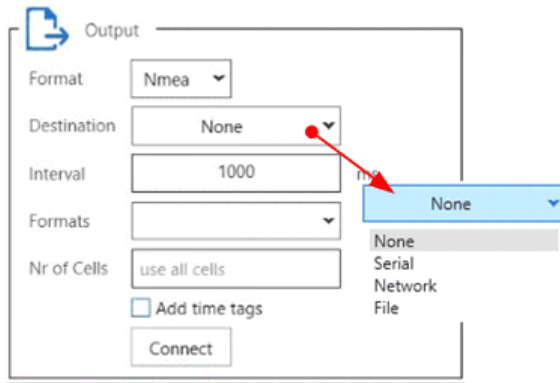 Output
Format Nmea
Destination None
Interval 1000
None
Formats
None
Serial
Nr of Cells use all cells
Network
File
Add time tags
Connect